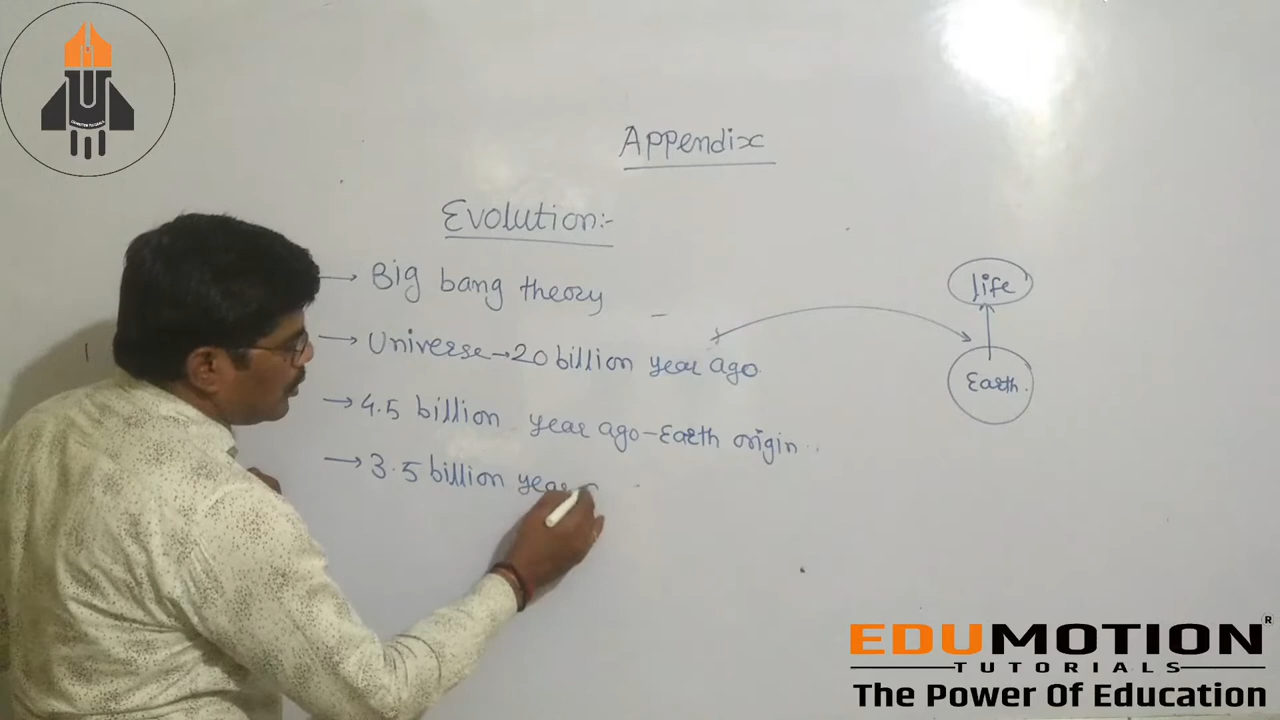 Appendix
Evolution:-
→ Big bang theory
→ Universe→20 billion year ago
→ 4.5 billion year ago-Earth origin
→ 3.5 billion year
life
Earth.
EDUMOTION®
TUTORIALS
The Power Of Education